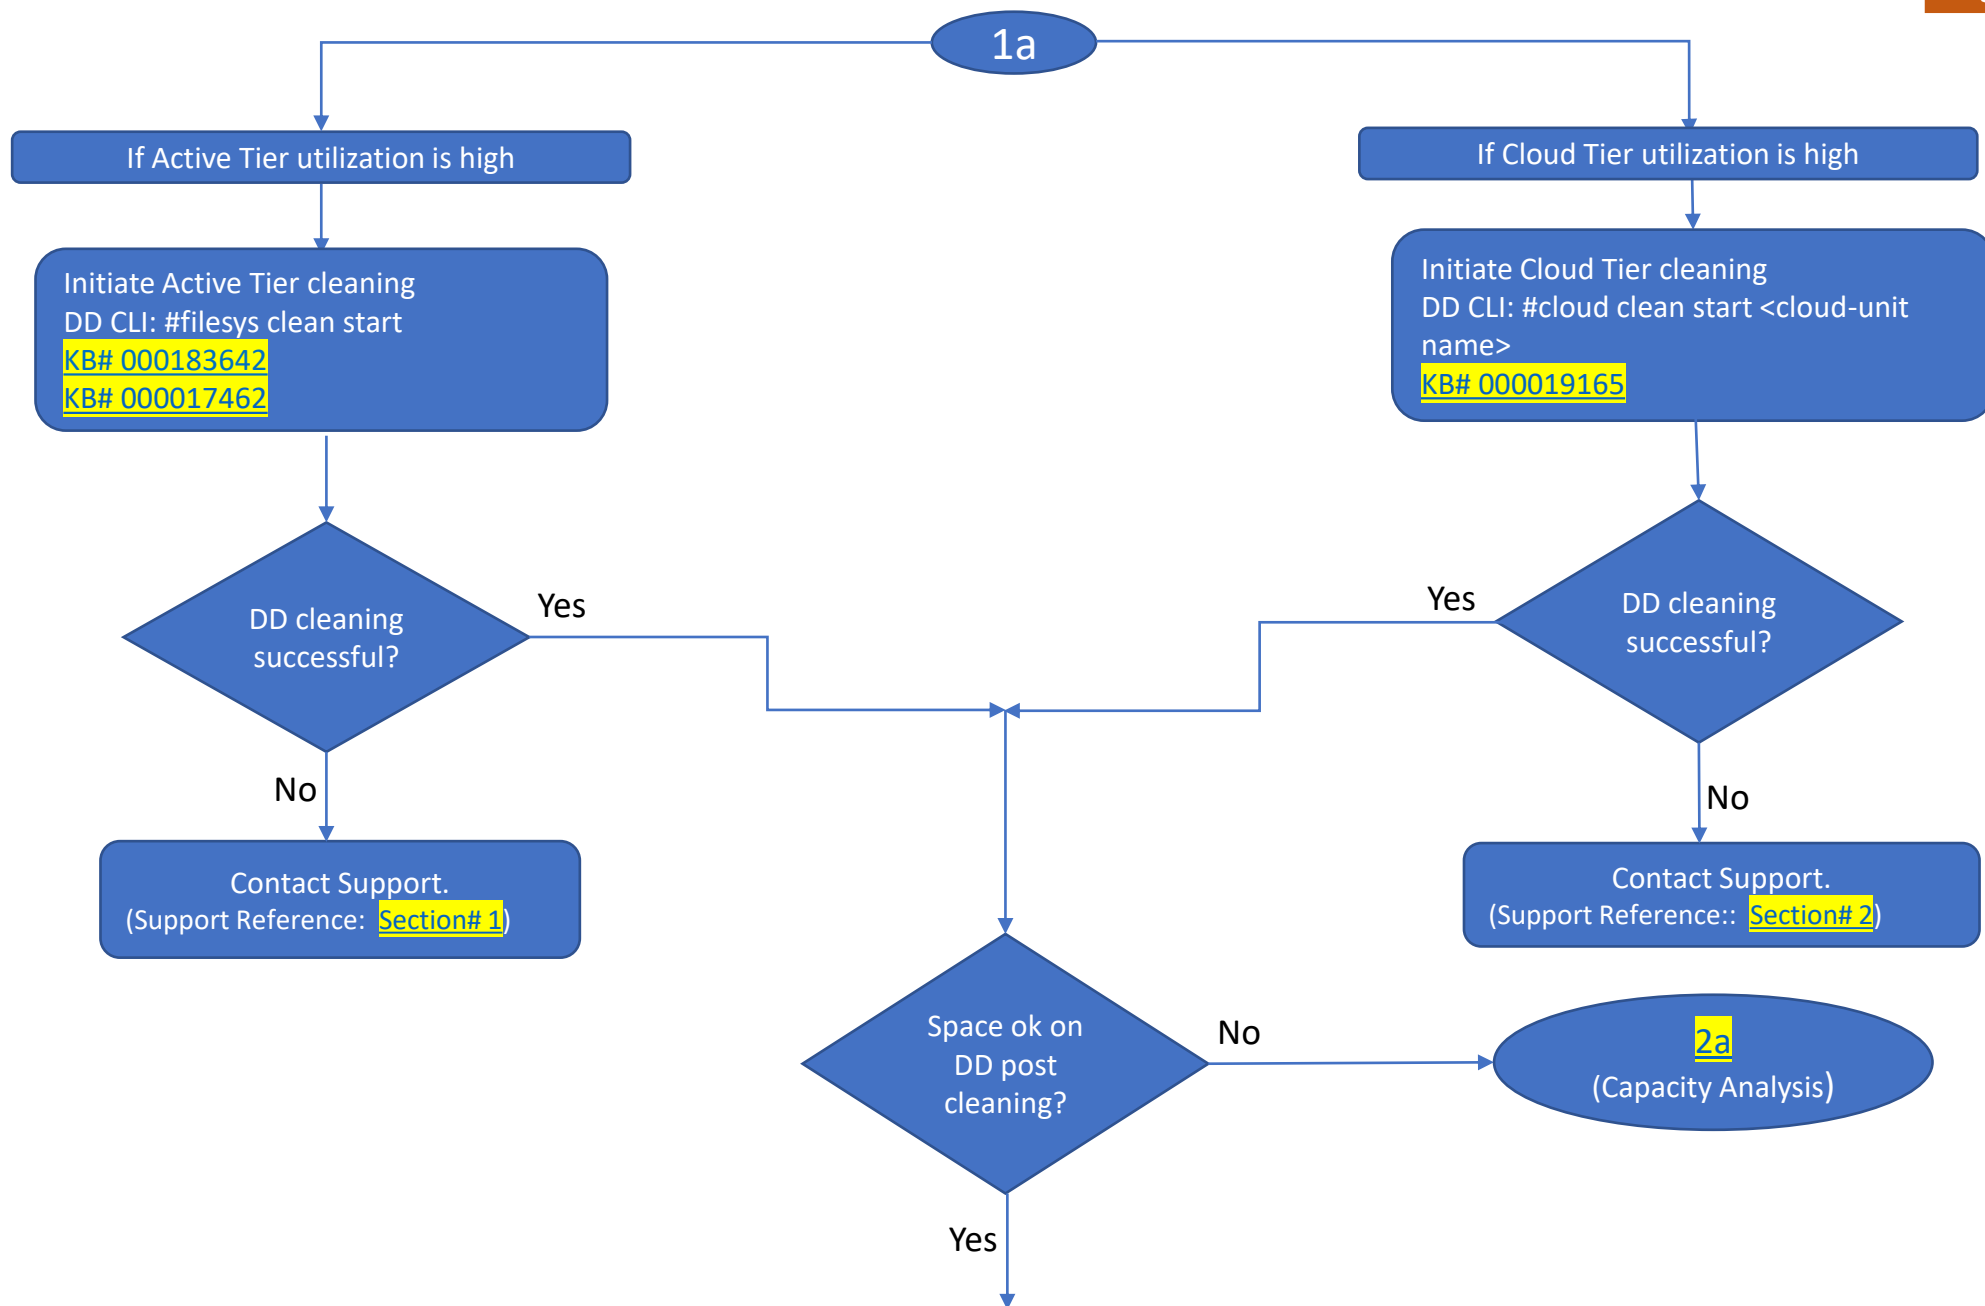 1a
If Active Tier utilization is high
If Cloud Tier utilization is high
Initiate Active Tier cleaning
DD CLI: #filesys clean start
KB# 000183642
KB# 000017462
Initiate Cloud Tier cleaning
DD CLI: #cloud clean start <cloud-unit
name>
KB# 000019165
DD cleaning
successful?
Yes
No
Yes
DD cleaning
successful?
No
Contact Support.
(Support Reference: Section# 1)
Contact Support.
(Support Reference:: Section# 2)
Space ok on
DD post
cleaning?
No
2a
(Capacity Analysis)
Yes